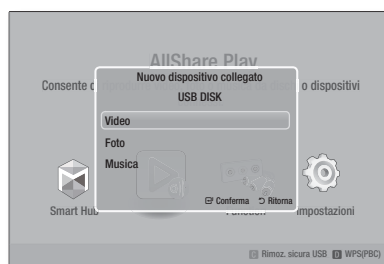 AllShare Play
Nuovo dispositivo collegato
Consente d o dispositivi
USB DISK
Video
Foto
Musica
Conferma Ritorna
Smart Hub Function Impostazioni
C Rimoz. sicura USB D WPS(PBC)